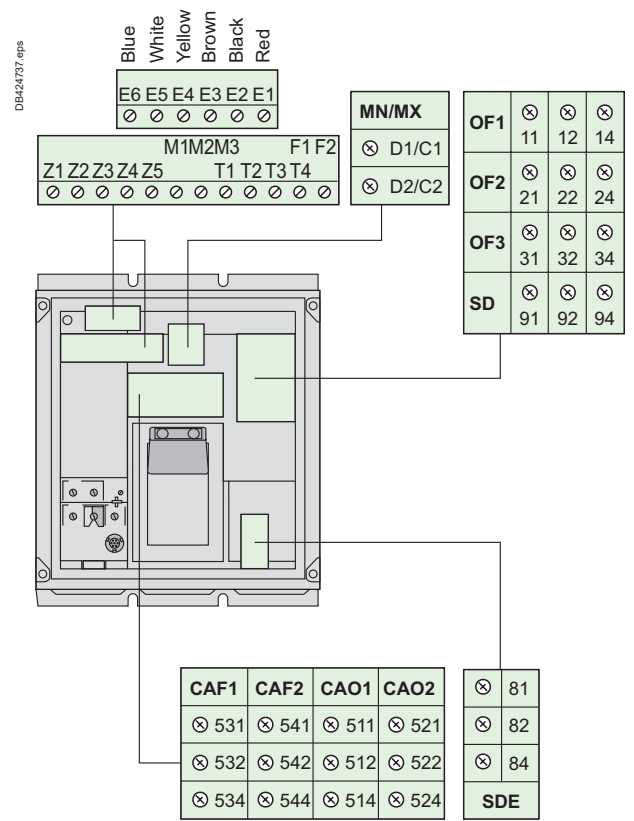 DB424737.eps
Blue White Yellow Brown Black Red
E6 E5 E4 E3 E2 E1
M1M2M3 F1 F2
Z1 Z2 Z3 Z4 Z5 T1 T2 T3 T4
MN/MX
D1/C1
D2/C2
OF1 11 12 14
OF2 21 22 24
OF3 31 32 34
SD 91 92 94
CAF1 CAF2 CAO1 CAO2
531 541 511 521
532 542 512 522
534 544 514 524
81
82
84
SDE